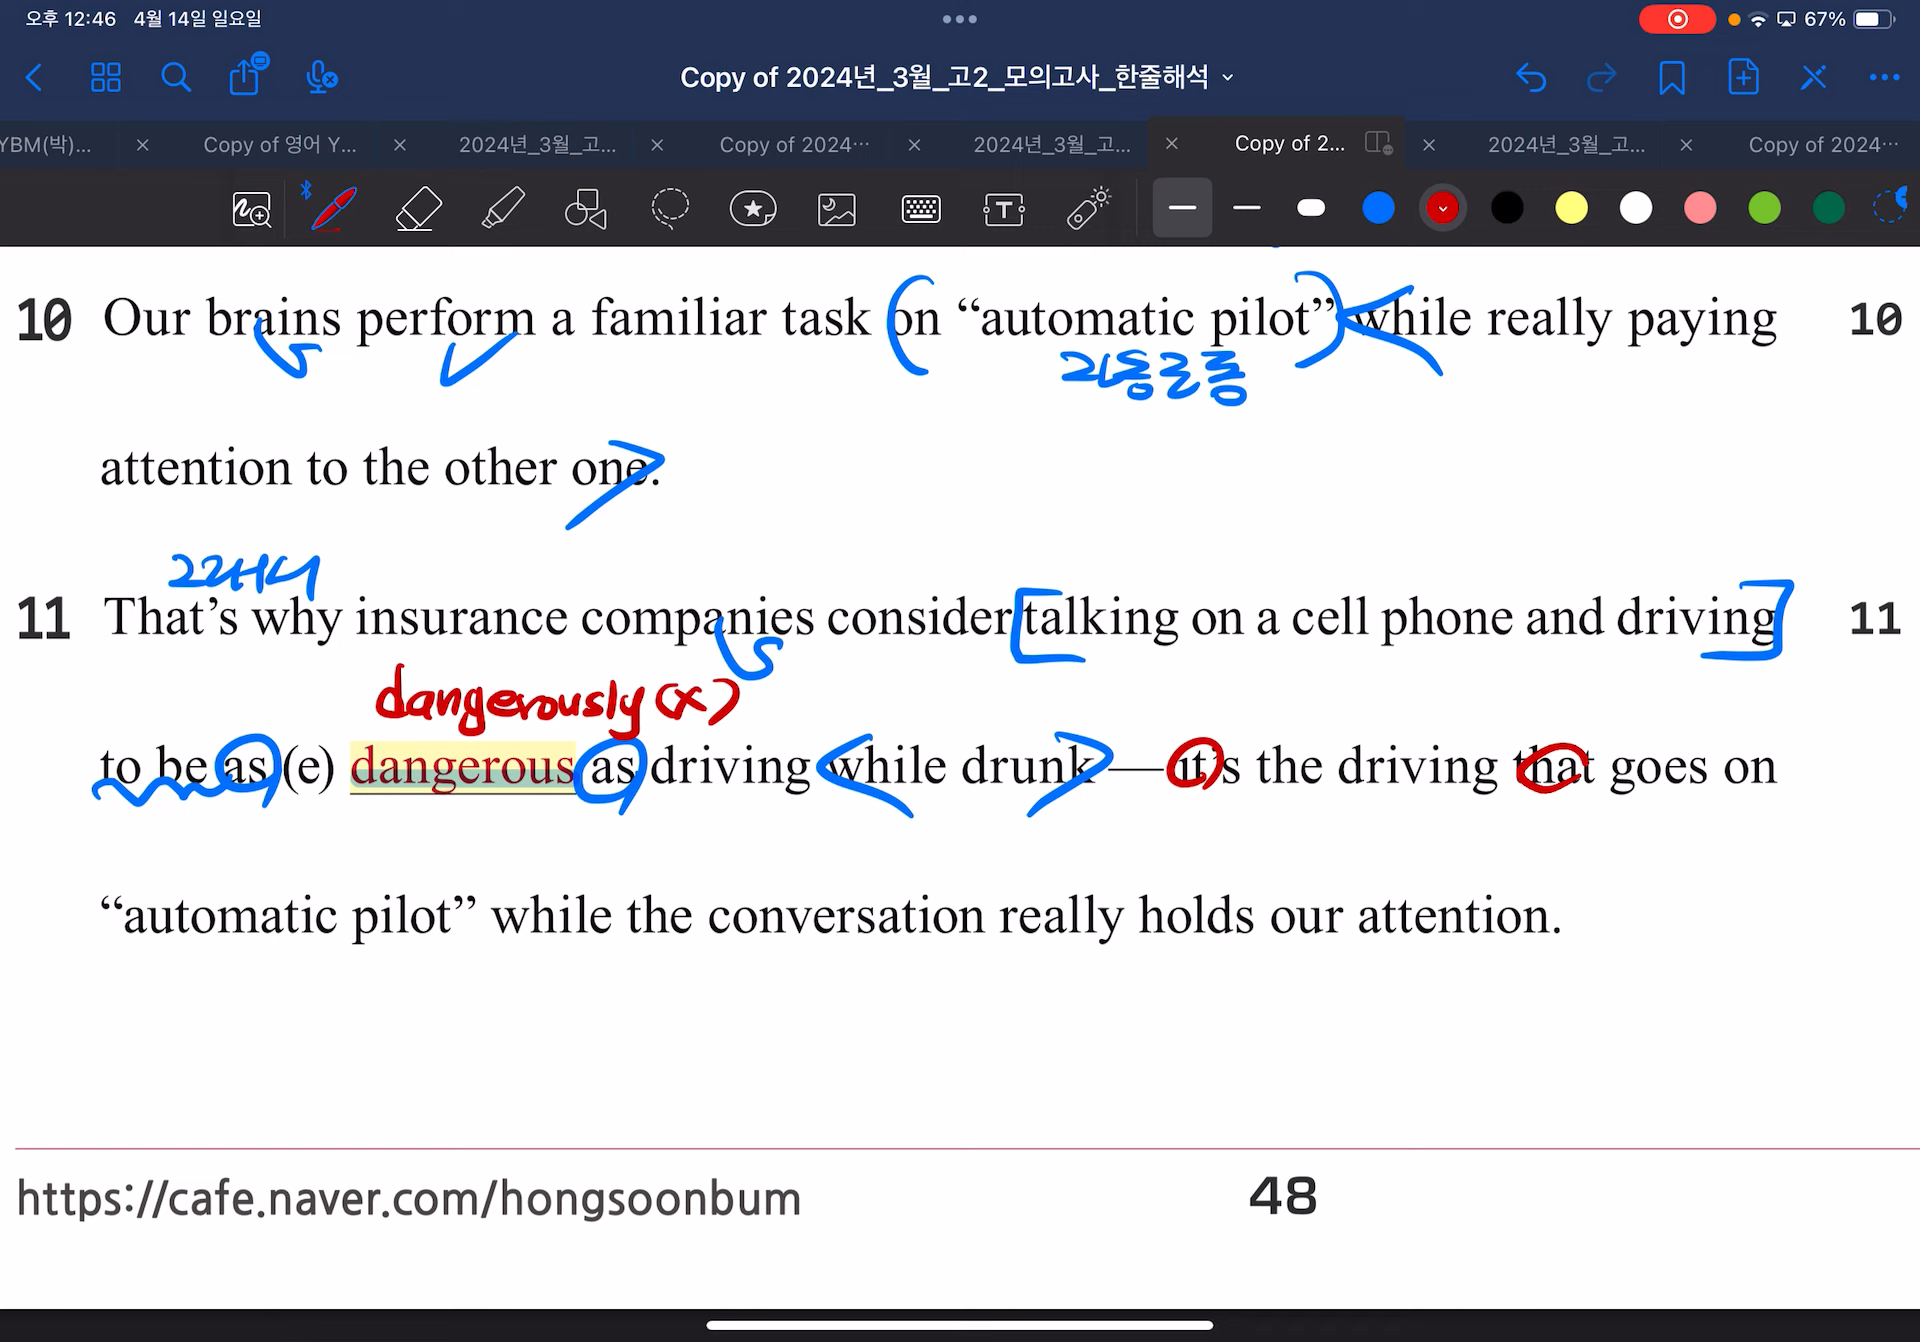 오후 12:46 4월 14일 일요일
67%
Copy of 2024년_3월_고2_모의고사_한줄해석
YBM(박)... Copy of 영어 Y... 2024년_3월_고... Copy of 2024... 2024년_3월_고... Copy of 2... 2024년_3월_고... Copy of 2024...
10 Our brains perform a familiar task on “automatic pilot” while really paying 10
자동으로
attention to the other one.
그래서
11 That’s why insurance companies consider talking on a cell phone and driving 11
S
dangerously (x)
to be as (e) dangerous as driving while drunk — it’s the driving that goes on
“automatic pilot” while the conversation really holds our attention.
https://cafe.naver.com/hongsoonbum 48